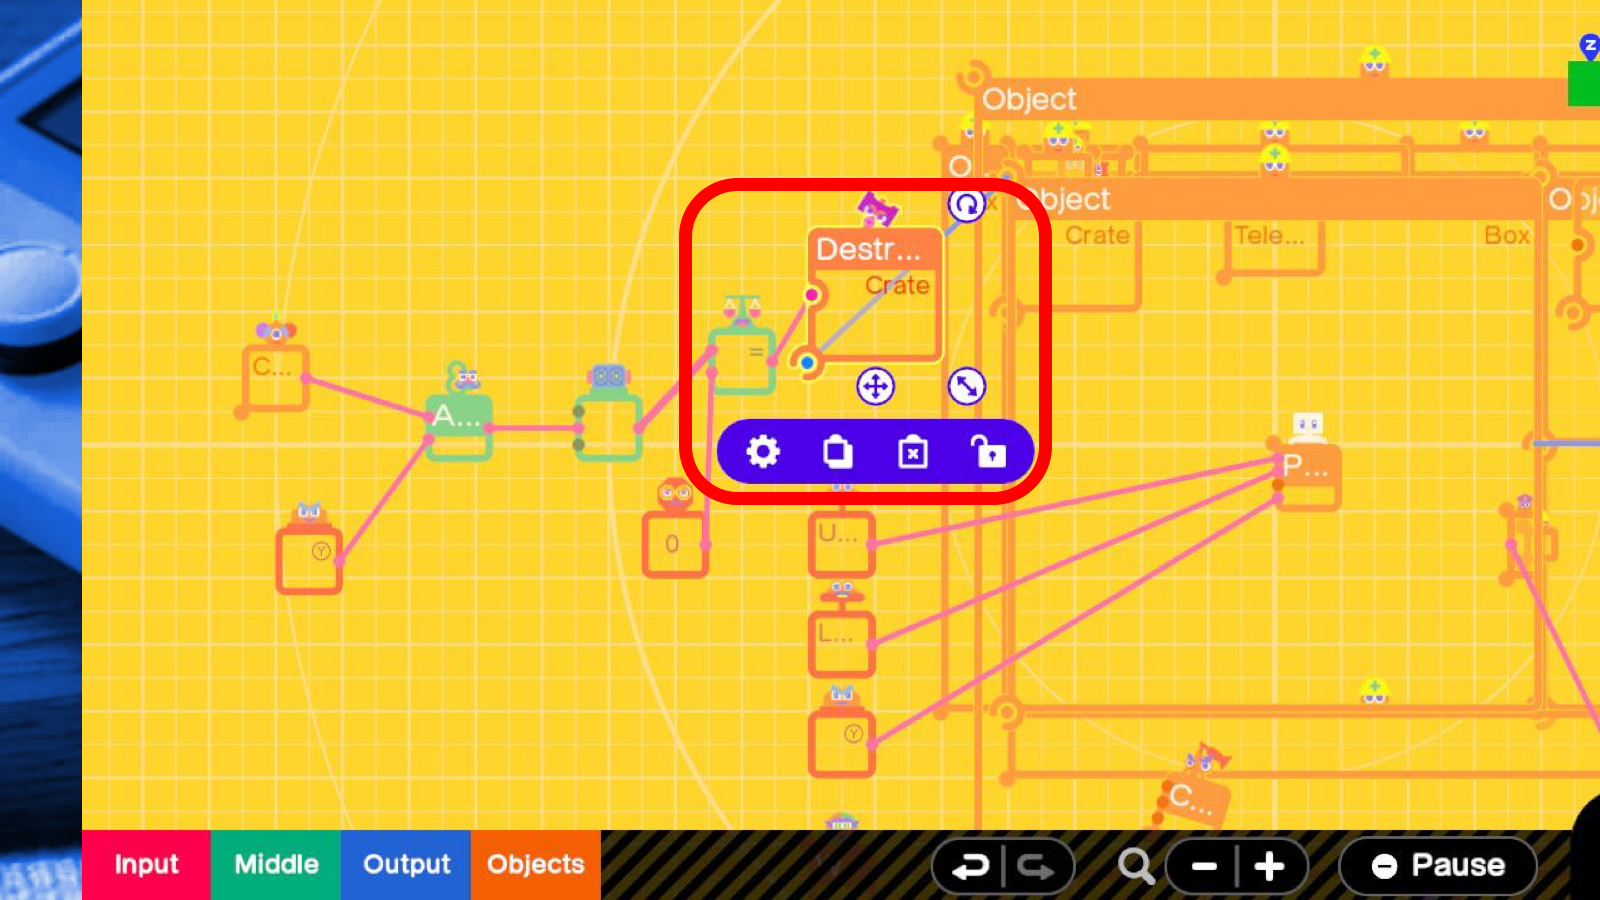 Z
Object
O
Object
O
Crate
Tele...
Box
Destr...
Crate
=
C...
A...
P...
Y
0
U...
L...
Y
C...
Input
Middle
Output
Objects
Pause